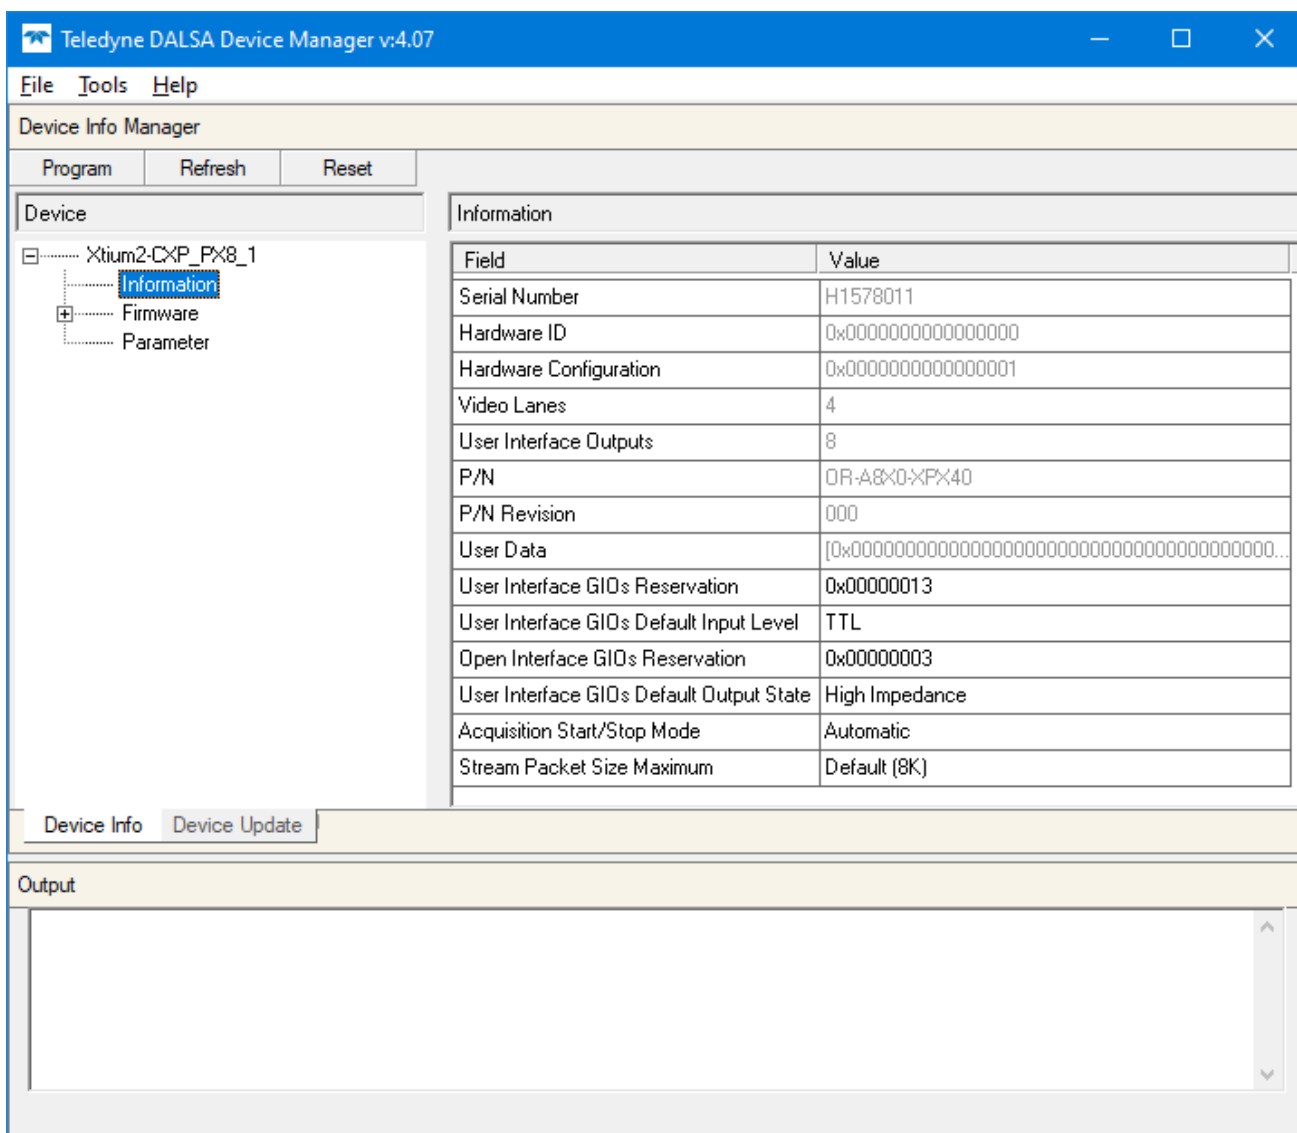 Teledyne DALSA Device Manager v:4.07
File Tools Help
Device Info Manager
Program Refresh Reset
Device
Xtium2-CXP_PX8_1
Information
Firmware
Parameter
Information
Field Value
Serial Number H1578011
Hardware ID 0x0000000000000000
Hardware Configuration 0x0000000000000001
Video Lanes 4
User Interface Outputs 8
P/N OR-A8X0-XPX40
P/N Revision 000
User Data [0x00000000000000000000000000000000000000...
User Interface GIOs Reservation 0x00000013
User Interface GIOs Default Input Level TTL
Open Interface GIOs Reservation 0x00000003
User Interface GIOs Default Output State High Impedance
Acquisition Start/Stop Mode Automatic
Stream Packet Size Maximum Default (8K)
Device Info Device Update
Output